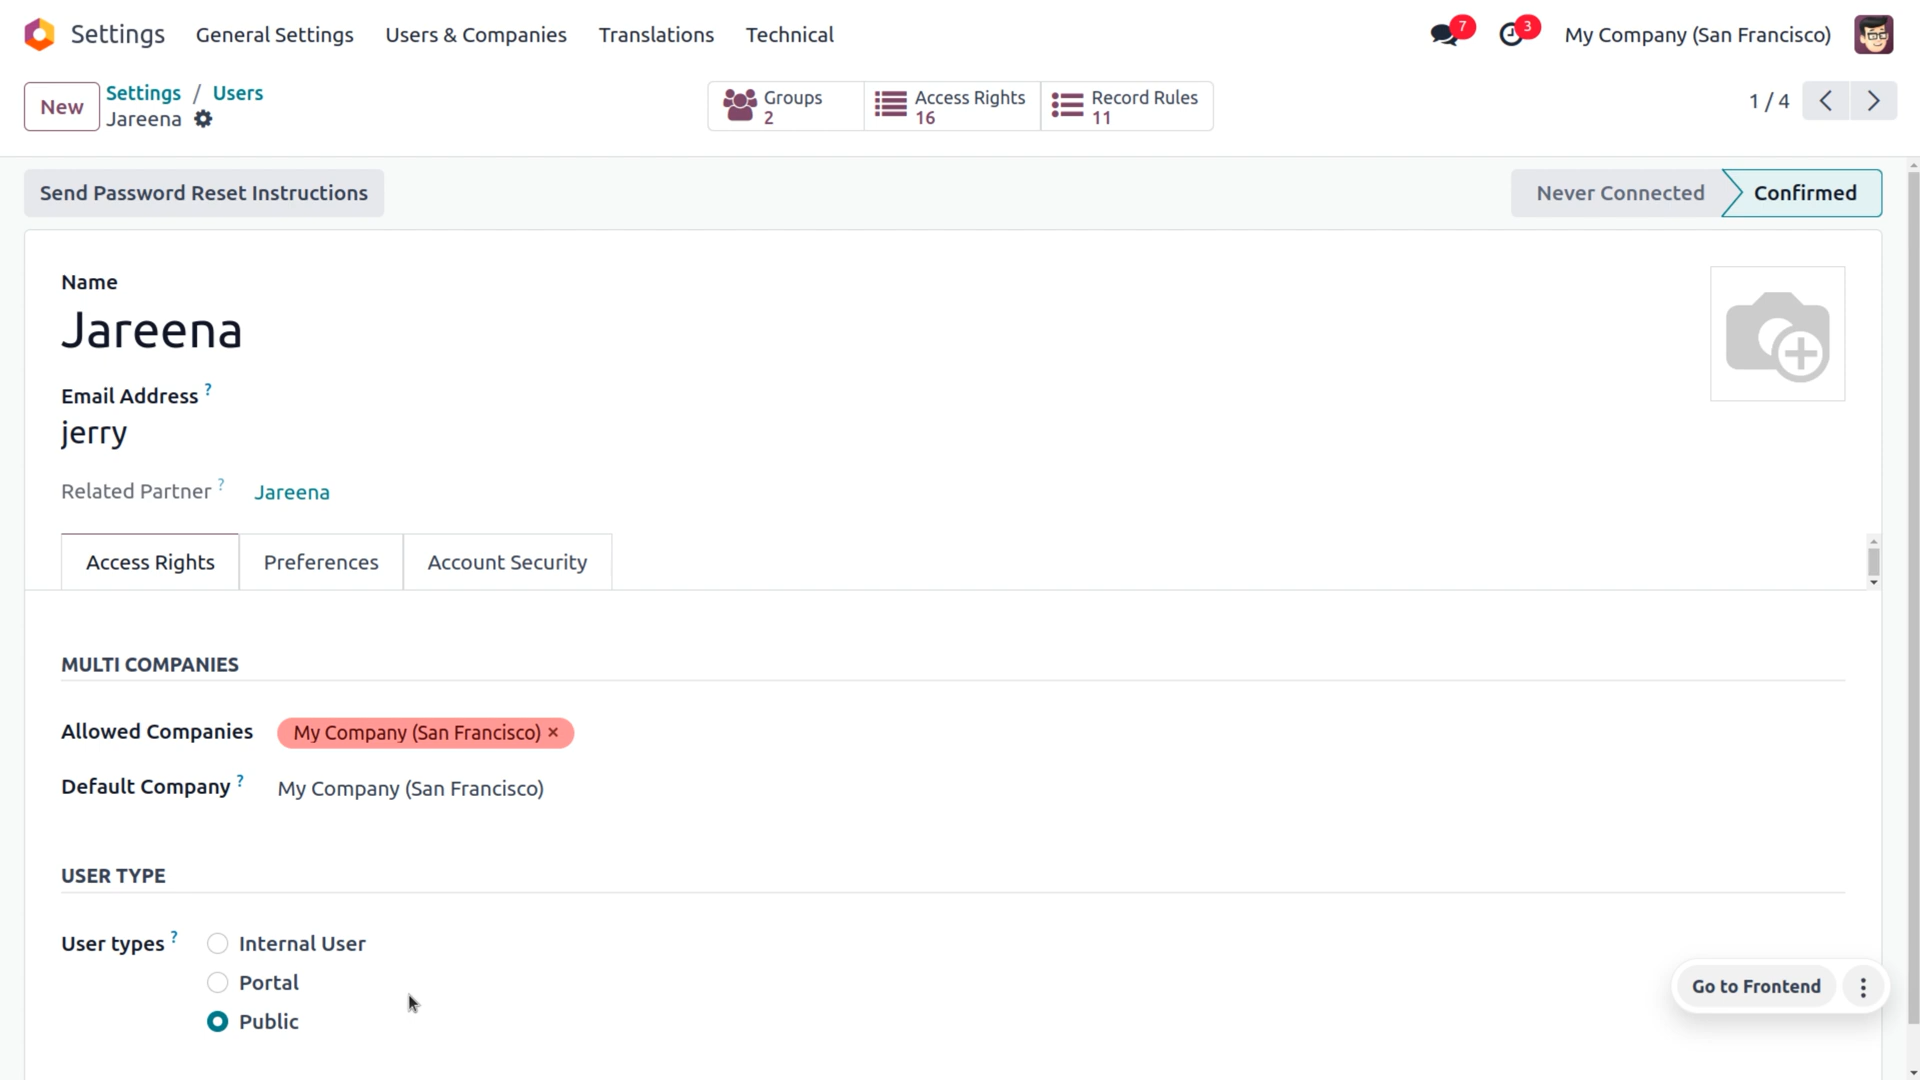 Settings General Settings Users & Companies Translations Technical 7 3 My Company (San Francisco)
New Settings / Users
Jareena
Groups 2 Access Rights 16 Record Rules 11
1 / 4
Send Password Reset Instructions Never Connected Confirmed
Name
Jareena
Email Address ?
jerry
Related Partner ? Jareena
Access Rights Preferences Account Security
MULTI COMPANIES
Allowed Companies My Company (San Francisco) ×
Default Company ? My Company (San Francisco)
USER TYPE
User types ? Internal User
Portal
Go to Frontend
Public